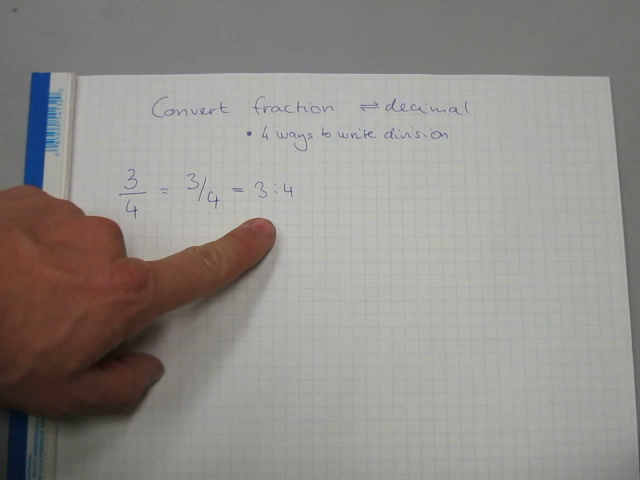 Convert fraction ⇌ decimal
• 4 ways to write division
3/4 = 3/4 = 3:4